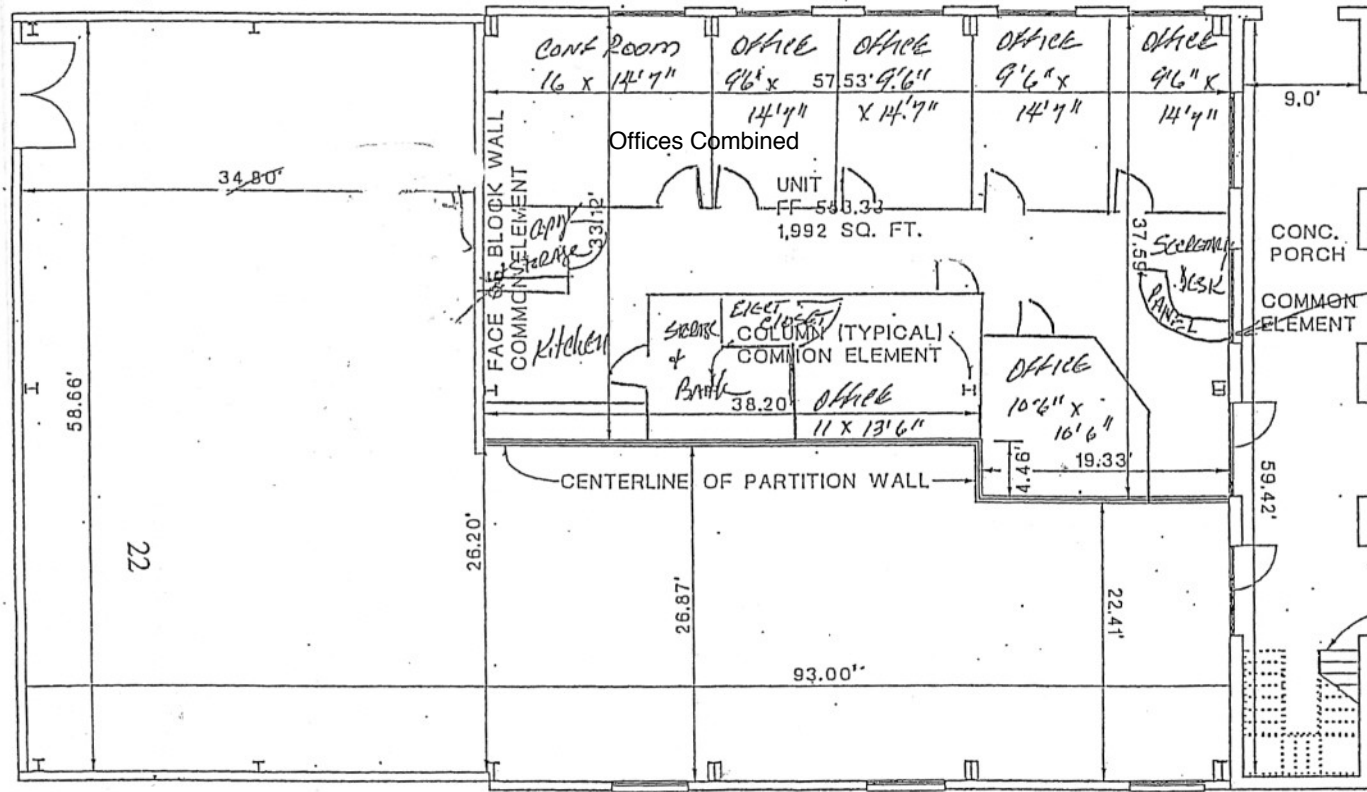 CONF ROOM
16 x 14'7"
OFFICE
9'6" x
14'7"
OFFICE
9'6"
x 14'7"
OFFICE
9'6" x
14'7"
OFFICE
9'6" x
14'7"
57.53'
9.0'
Offices Combined
34.80'
FACE OF BLOCK WALL
COMMON ELEMENT
33.12'
UNIT
FF 553.33
1,992 SQ. FT.
STORAGE
37.59'
DESK
PANEL
CONC.
PORCH
COMMON
ELEMENT
Kitchen
STORAGE
&
ELECT
CLOSET
COLUMN (TYPICAL)
COMMON ELEMENT
38.20'
OFFICE
11 X 13'6"
OFFICE
10'6" x
10'6"
58.66'
4.46'
19.33'
CENTERLINE OF PARTITION WALL
59.42'
22
26.20'
26.87'
22.41'
93.00'